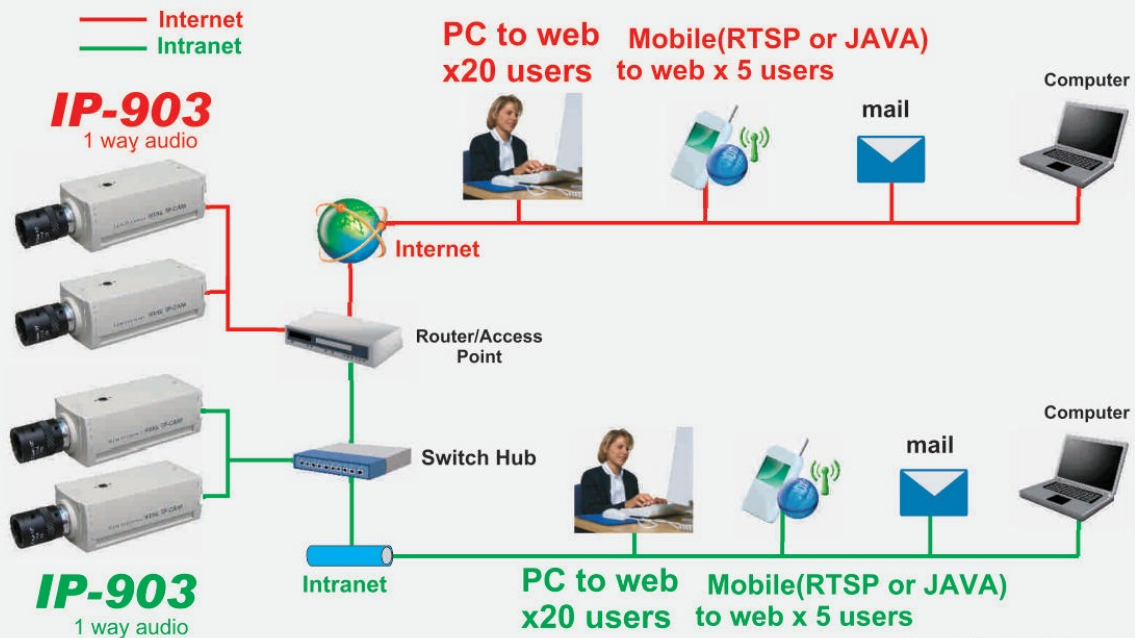 Internet
Intranet
PC to web
x20 users
Mobile(RTSP or JAVA)
to web x 5 users
mail
Computer
IP-903
1 way audio
Internet
Router/Access
Point
Switch Hub
mail
Computer
Intranet
PC to web
x20 users
Mobile(RTSP or JAVA)
to web x 5 users
IP-903
1 way audio